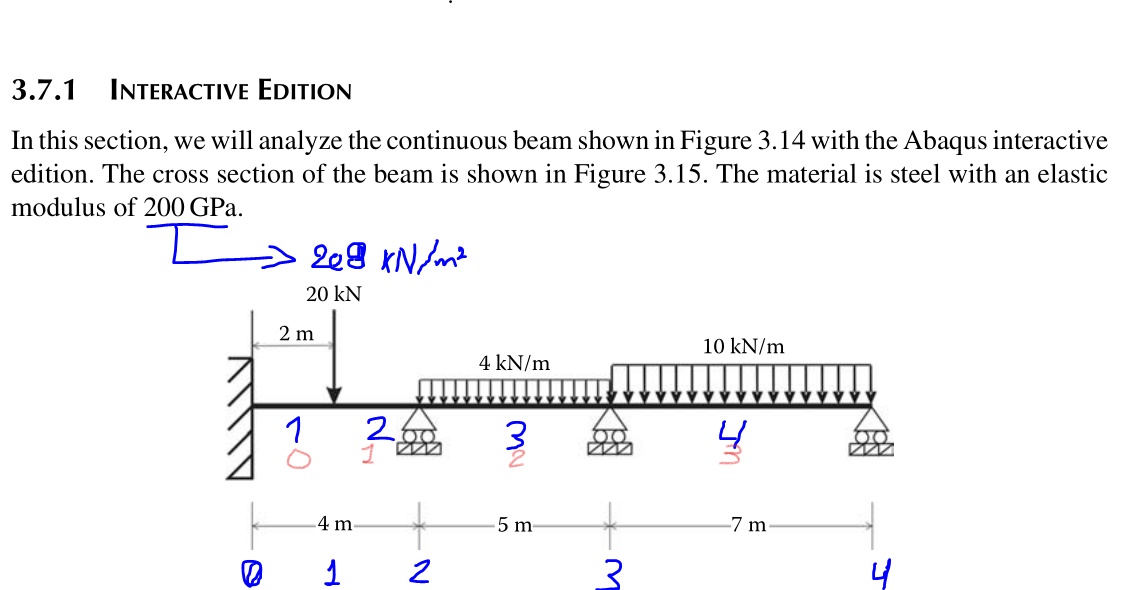 3.7.1 INTERACTIVE EDITION
In this section, we will analyze the continuous beam shown in Figure 3.14 with the Abaqus interactive
edition. The cross section of the beam is shown in Figure 3.15. The material is steel with an elastic
modulus of 200 GPa.
2e8 kN/m²
20 kN
2 m
4 kN/m
10 kN/m
1 2 3 4
0 1 2 3
4 m 5 m 7 m
0 1 2 3 4